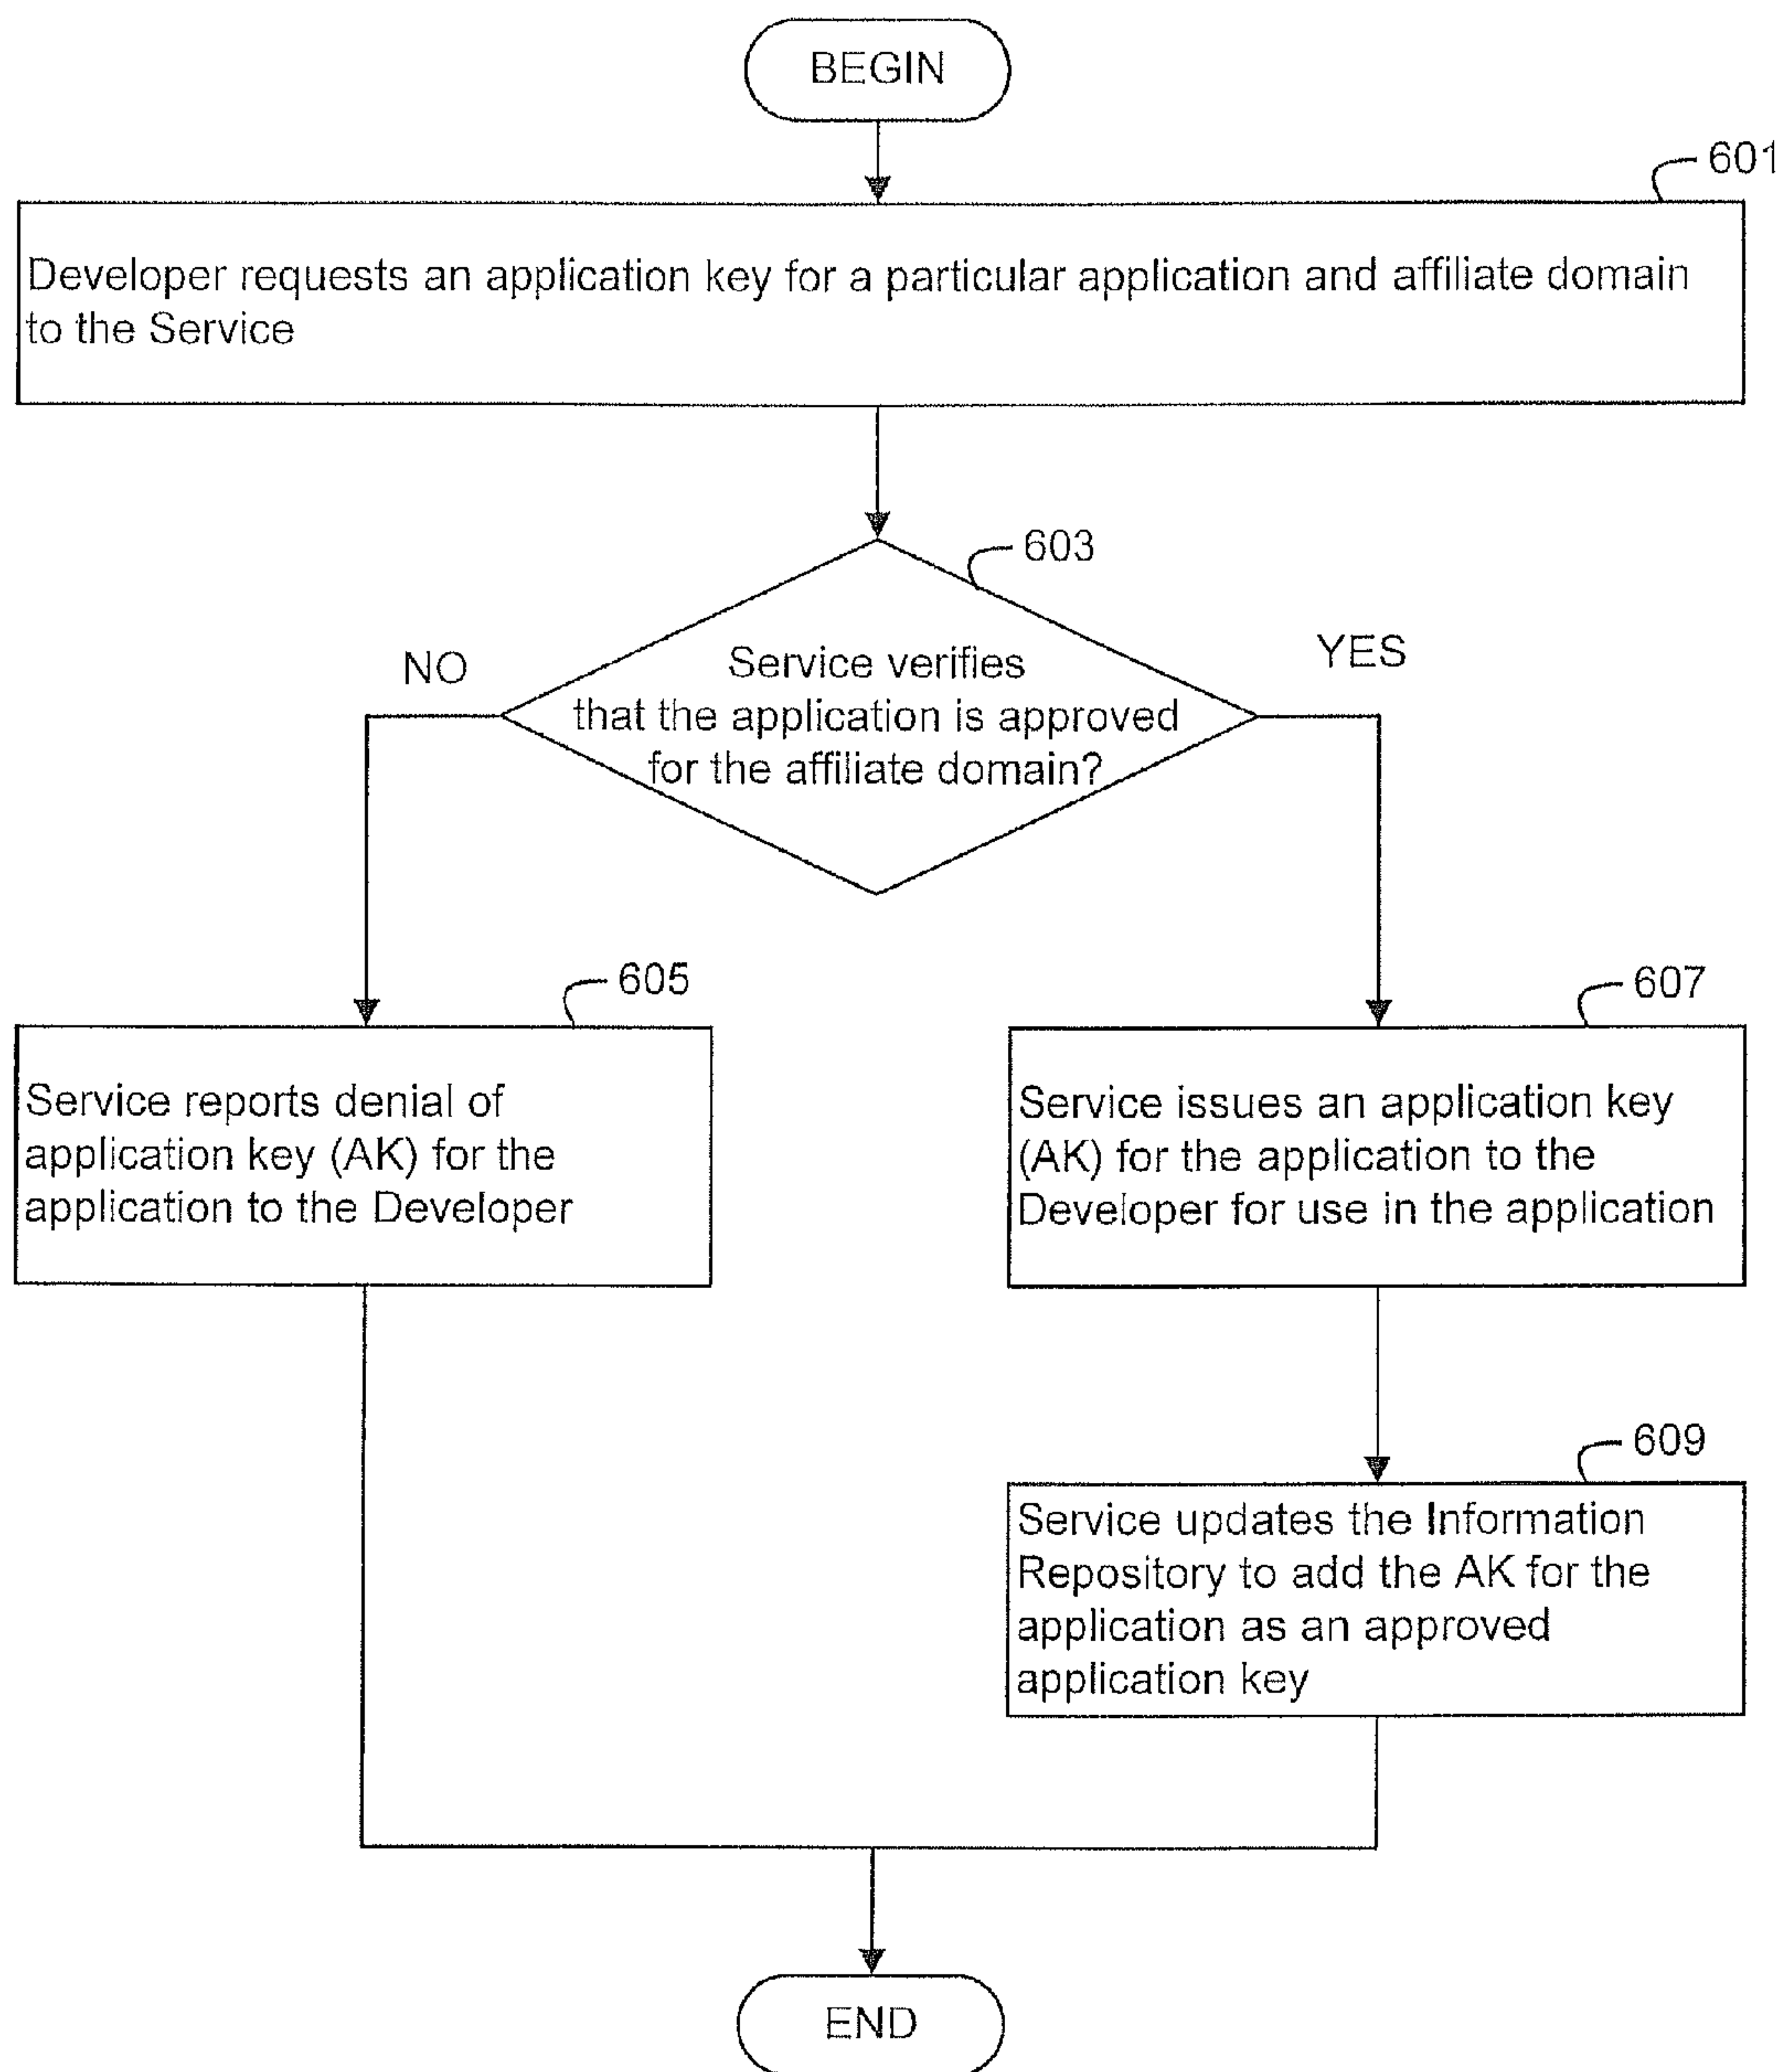 BEGIN
601
Developer requests an application key for a particular application and affiliate domain
to the Service
603
NO
YES
Service verifies
that the application is approved
for the affiliate domain?
605
607
Service reports denial of
application key (AK) for the
application to the Developer
Service issues an application key
(AK) for the application to the
Developer for use in the application
609
Service updates the Information
Repository to add the AK for the
application as an approved
application key
END